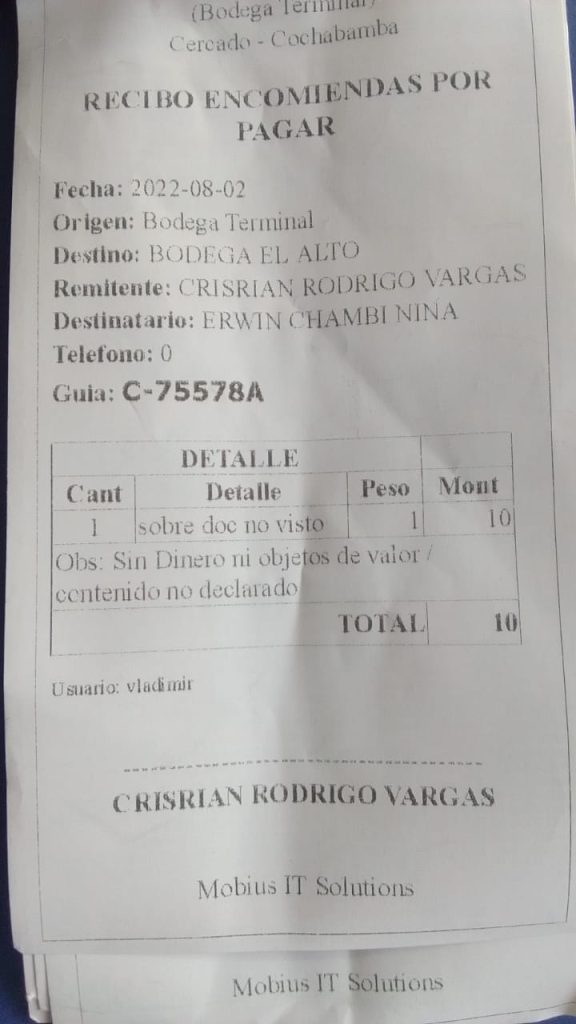 (Bodega Terminal)
Cercado - Cochabamba
RECIBO ENCOMIENDAS POR
PAGAR
Fecha: 2022-08-02
Origen: Bodega Terminal
Destino: BODEGA EL ALTO
Remitente: CRISRIAN RODRIGO VARGAS
Destinatario: ERWIN CHAMBI NINA
Telefono: 0
Guia: C-75578A
DETALLE
Cant Detalle Peso Mont
1 sobre doc no visto 1 10
Obs: Sin Dinero ni objetos de valor /
contenido no declarado
TOTAL 10
Usuario: vladimir
CRISRIAN RODRIGO VARGAS
Mobius IT Solutions
Mobius IT Solutions